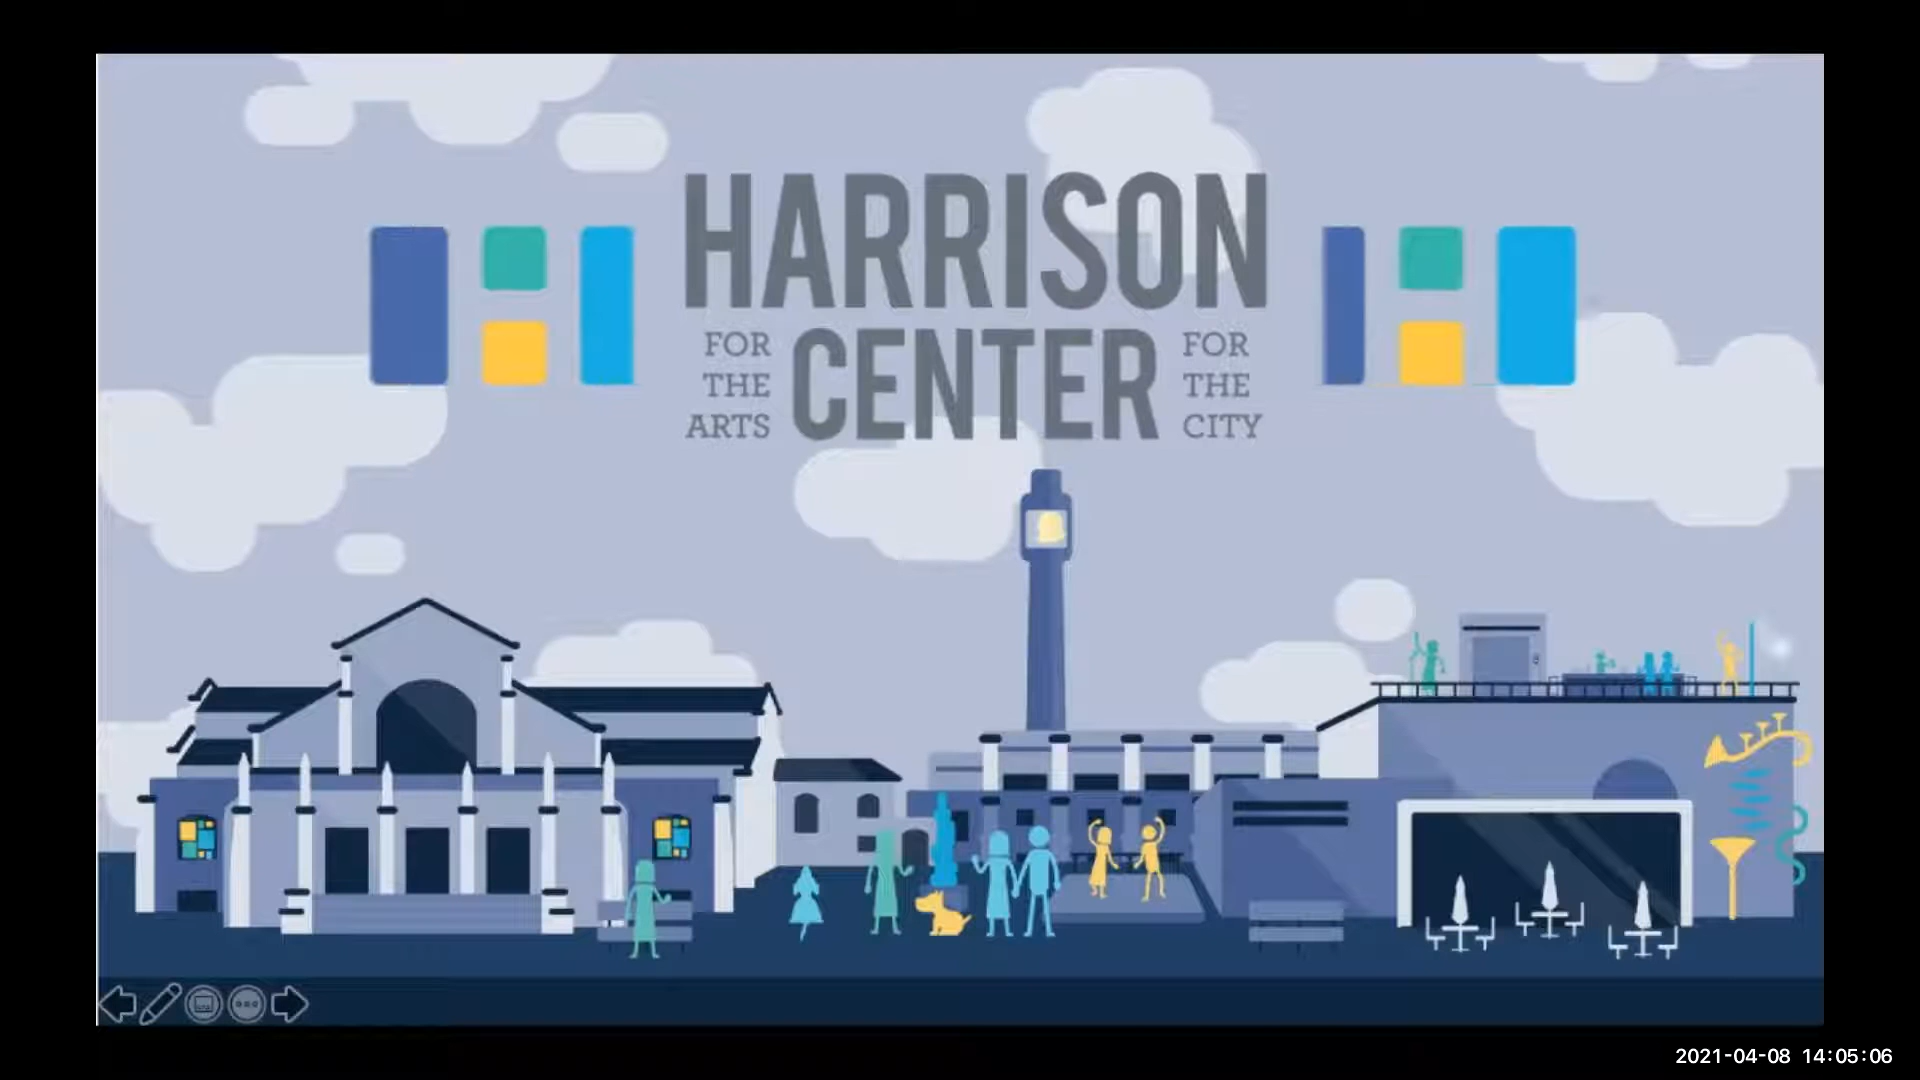 HARRISON
FOR THE ARTS
CENTER
FOR THE CITY
2021-04-08 14:05:06